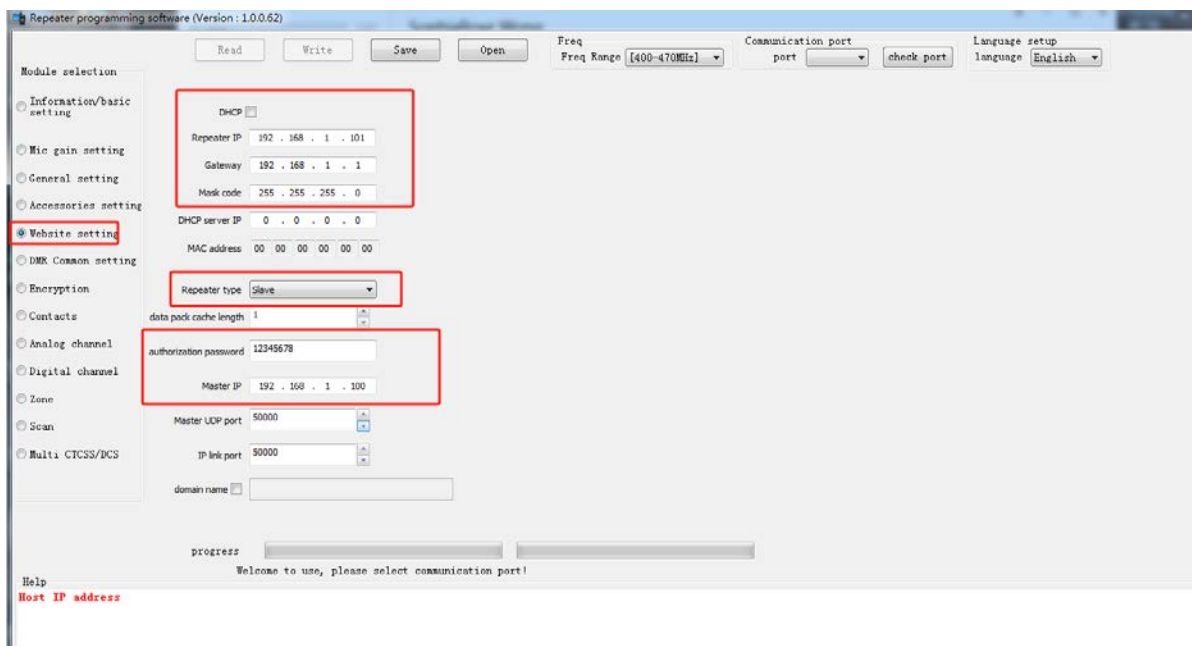 Repeater programming software (Version : 1.0.0.62)
Read Write Save Open
Freq
Freq Range [400-470MHz]
Communication port
port check port
Language setup
language English
Module selection
Information/basic setting
Mic gain setting
General setting
Accessories setting
Website setting
DMR Common setting
Encryption
Contacts
Analog channel
Digital channel
Zone
Scan
Multi CTCSS/DCS
DHCP
Repeater IP 192 . 168 . 1 . 101
Gateway 192 . 168 . 1 . 1
Mask code 255 . 255 . 255 . 0
DHCP server IP 0 . 0 . 0 . 0
MAC address 00 00 00 00 00 00
Repeater type Slave
data pack cache length 1
authorization password 12345678
Master IP 192 . 168 . 1 . 100
Master UDP port 50000
IP link port 50000
domain name
progress
Welcome to use, please select communication port!
Help
Host IP address